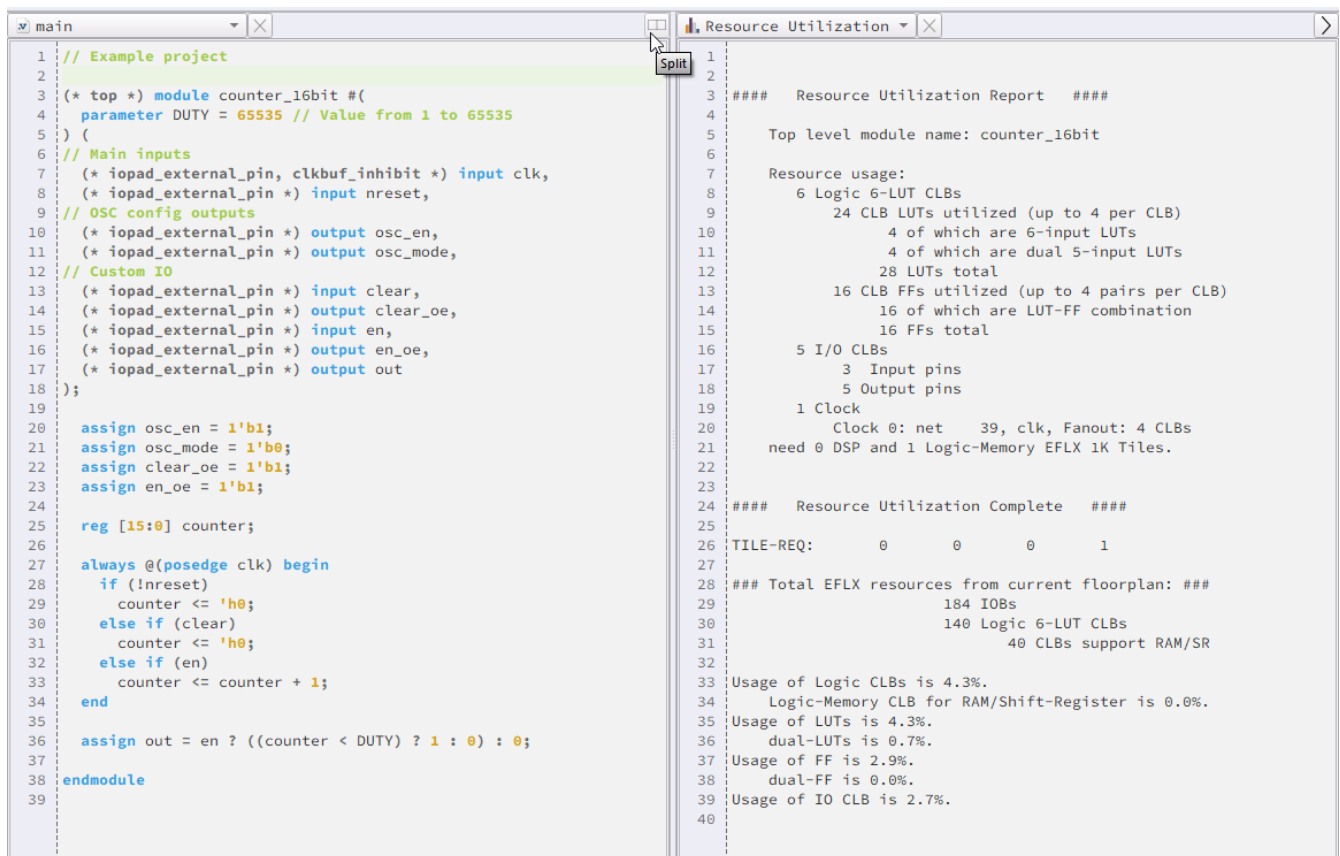 main
Resource Utilization
Split
1 // Example project
2
3 (* top *) module counter_16bit #(
4   parameter DUTY = 65535 // Value from 1 to 65535
5 ) (
6 // Main inputs
7   (* iopad_external_pin, clkbuf_inhibit *) input clk,
8   (* iopad_external_pin *) input nreset,
9 // OSC config outputs
10   (* iopad_external_pin *) output osc_en,
11   (* iopad_external_pin *) output osc_mode,
12 // Custom IO
13   (* iopad_external_pin *) input clear,
14   (* iopad_external_pin *) output clear_oe,
15   (* iopad_external_pin *) input en,
16   (* iopad_external_pin *) output en_oe,
17   (* iopad_external_pin *) output out
18 );
19
20   assign osc_en = 1'b1;
21   assign osc_mode = 1'b0;
22   assign clear_oe = 1'b1;
23   assign en_oe = 1'b1;
24
25   reg [15:0] counter;
26
27   always @(posedge clk) begin
28     if (!nreset)
29       counter <= 'h0;
30     else if (clear)
31       counter <= 'h0;
32     else if (en)
33       counter <= counter + 1;
34   end
35
36   assign out = en ? ((counter < DUTY) ? 1 : 0) : 0;
37
38 endmodule
39
1
2
3 ####   Resource Utilization Report   ####
4
5     Top level module name: counter_16bit
6
7     Resource usage:
8        6 Logic 6-LUT CLBs
9            24 CLB LUTs utilized (up to 4 per CLB)
10                  4 of which are 6-input LUTs
11                  4 of which are dual 5-input LUTs
12                 28 LUTs total
13            16 CLB FFs utilized (up to 4 pairs per CLB)
14                 16 of which are LUT-FF combination
15                 16 FFs total
16        5 I/O CLBs
17             3  Input pins
18             5 Output pins
19        1 Clock
20            Clock 0: net    39, clk, Fanout: 4 CLBs
21     need 0 DSP and 1 Logic-Memory EFLX 1K Tiles.
22
23
24 ####   Resource Utilization Complete   ####
25
26 TILE-REQ:       0       0       0       1
27
28 ### Total EFLX resources from current floorplan: ###
29                        184 IOBs
30                        140 Logic 6-LUT CLBs
31                               40 CLBs support RAM/SR
32
33 Usage of Logic CLBs is 4.3%.
34     Logic-Memory CLB for RAM/Shift-Register is 0.0%.
35 Usage of LUTs is 4.3%.
36     dual-LUTs is 0.7%.
37 Usage of FF is 2.9%.
38     dual-FF is 0.0%.
39 Usage of IO CLB is 2.7%.
40